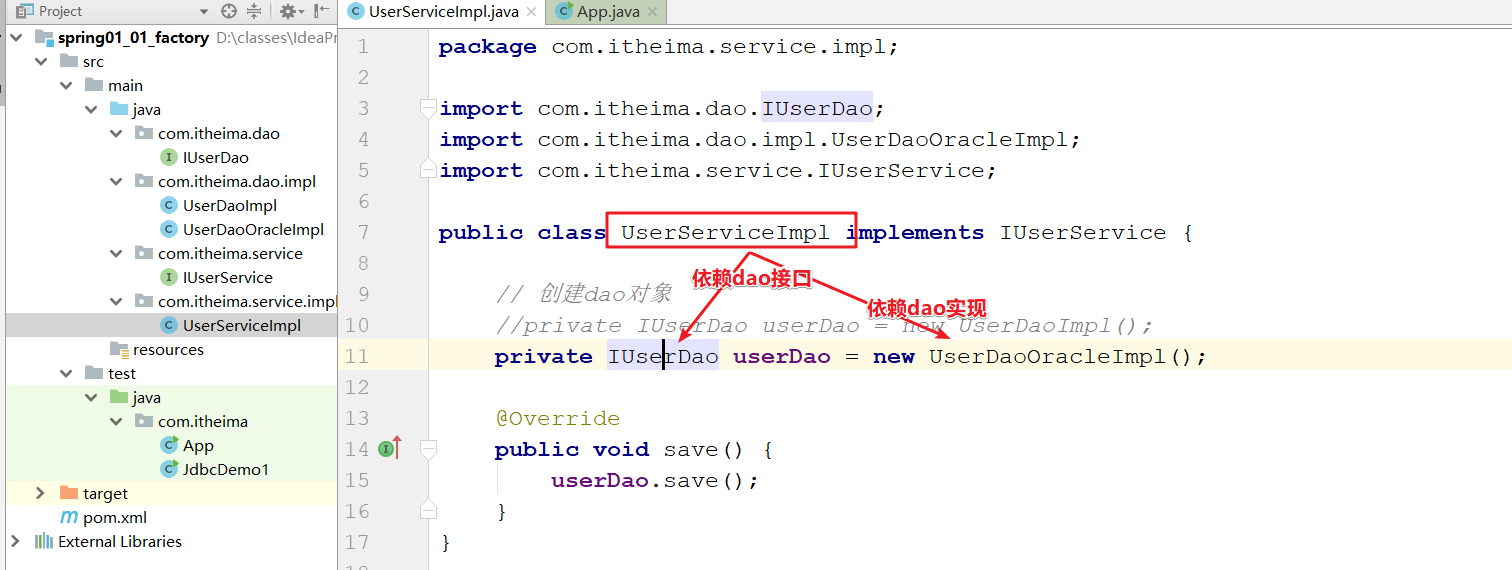 Project
UserServiceImpl.java
App.java
spring01_01_factory D:\classes\IdeaPr
src
main
java
com.itheima.dao
I IUserDao
com.itheima.dao.impl
C UserDaoImpl
C UserDaoOracleImpl
com.itheima.service
I IUserService
com.itheima.service.impl
C UserServiceImpl
resources
test
java
com.itheima
C App
C JdbcDemo1
target
m pom.xml
External Libraries
1 package com.itheima.service.impl;
2
3 import com.itheima.dao.IUserDao;
4 import com.itheima.dao.impl.UserDaoOracleImpl;
5 import com.itheima.service.IUserService;
6
7 public class UserServiceImpl implements IUserService {
8
依赖dao接口
9 // 创建dao对象
依赖dao实现
10 //private IUserDao userDao = new UserDaoImpl();
11 private IUserDao userDao = new UserDaoOracleImpl();
12
13 @Override
14 public void save() {
15 userDao.save();
16 }
17 }